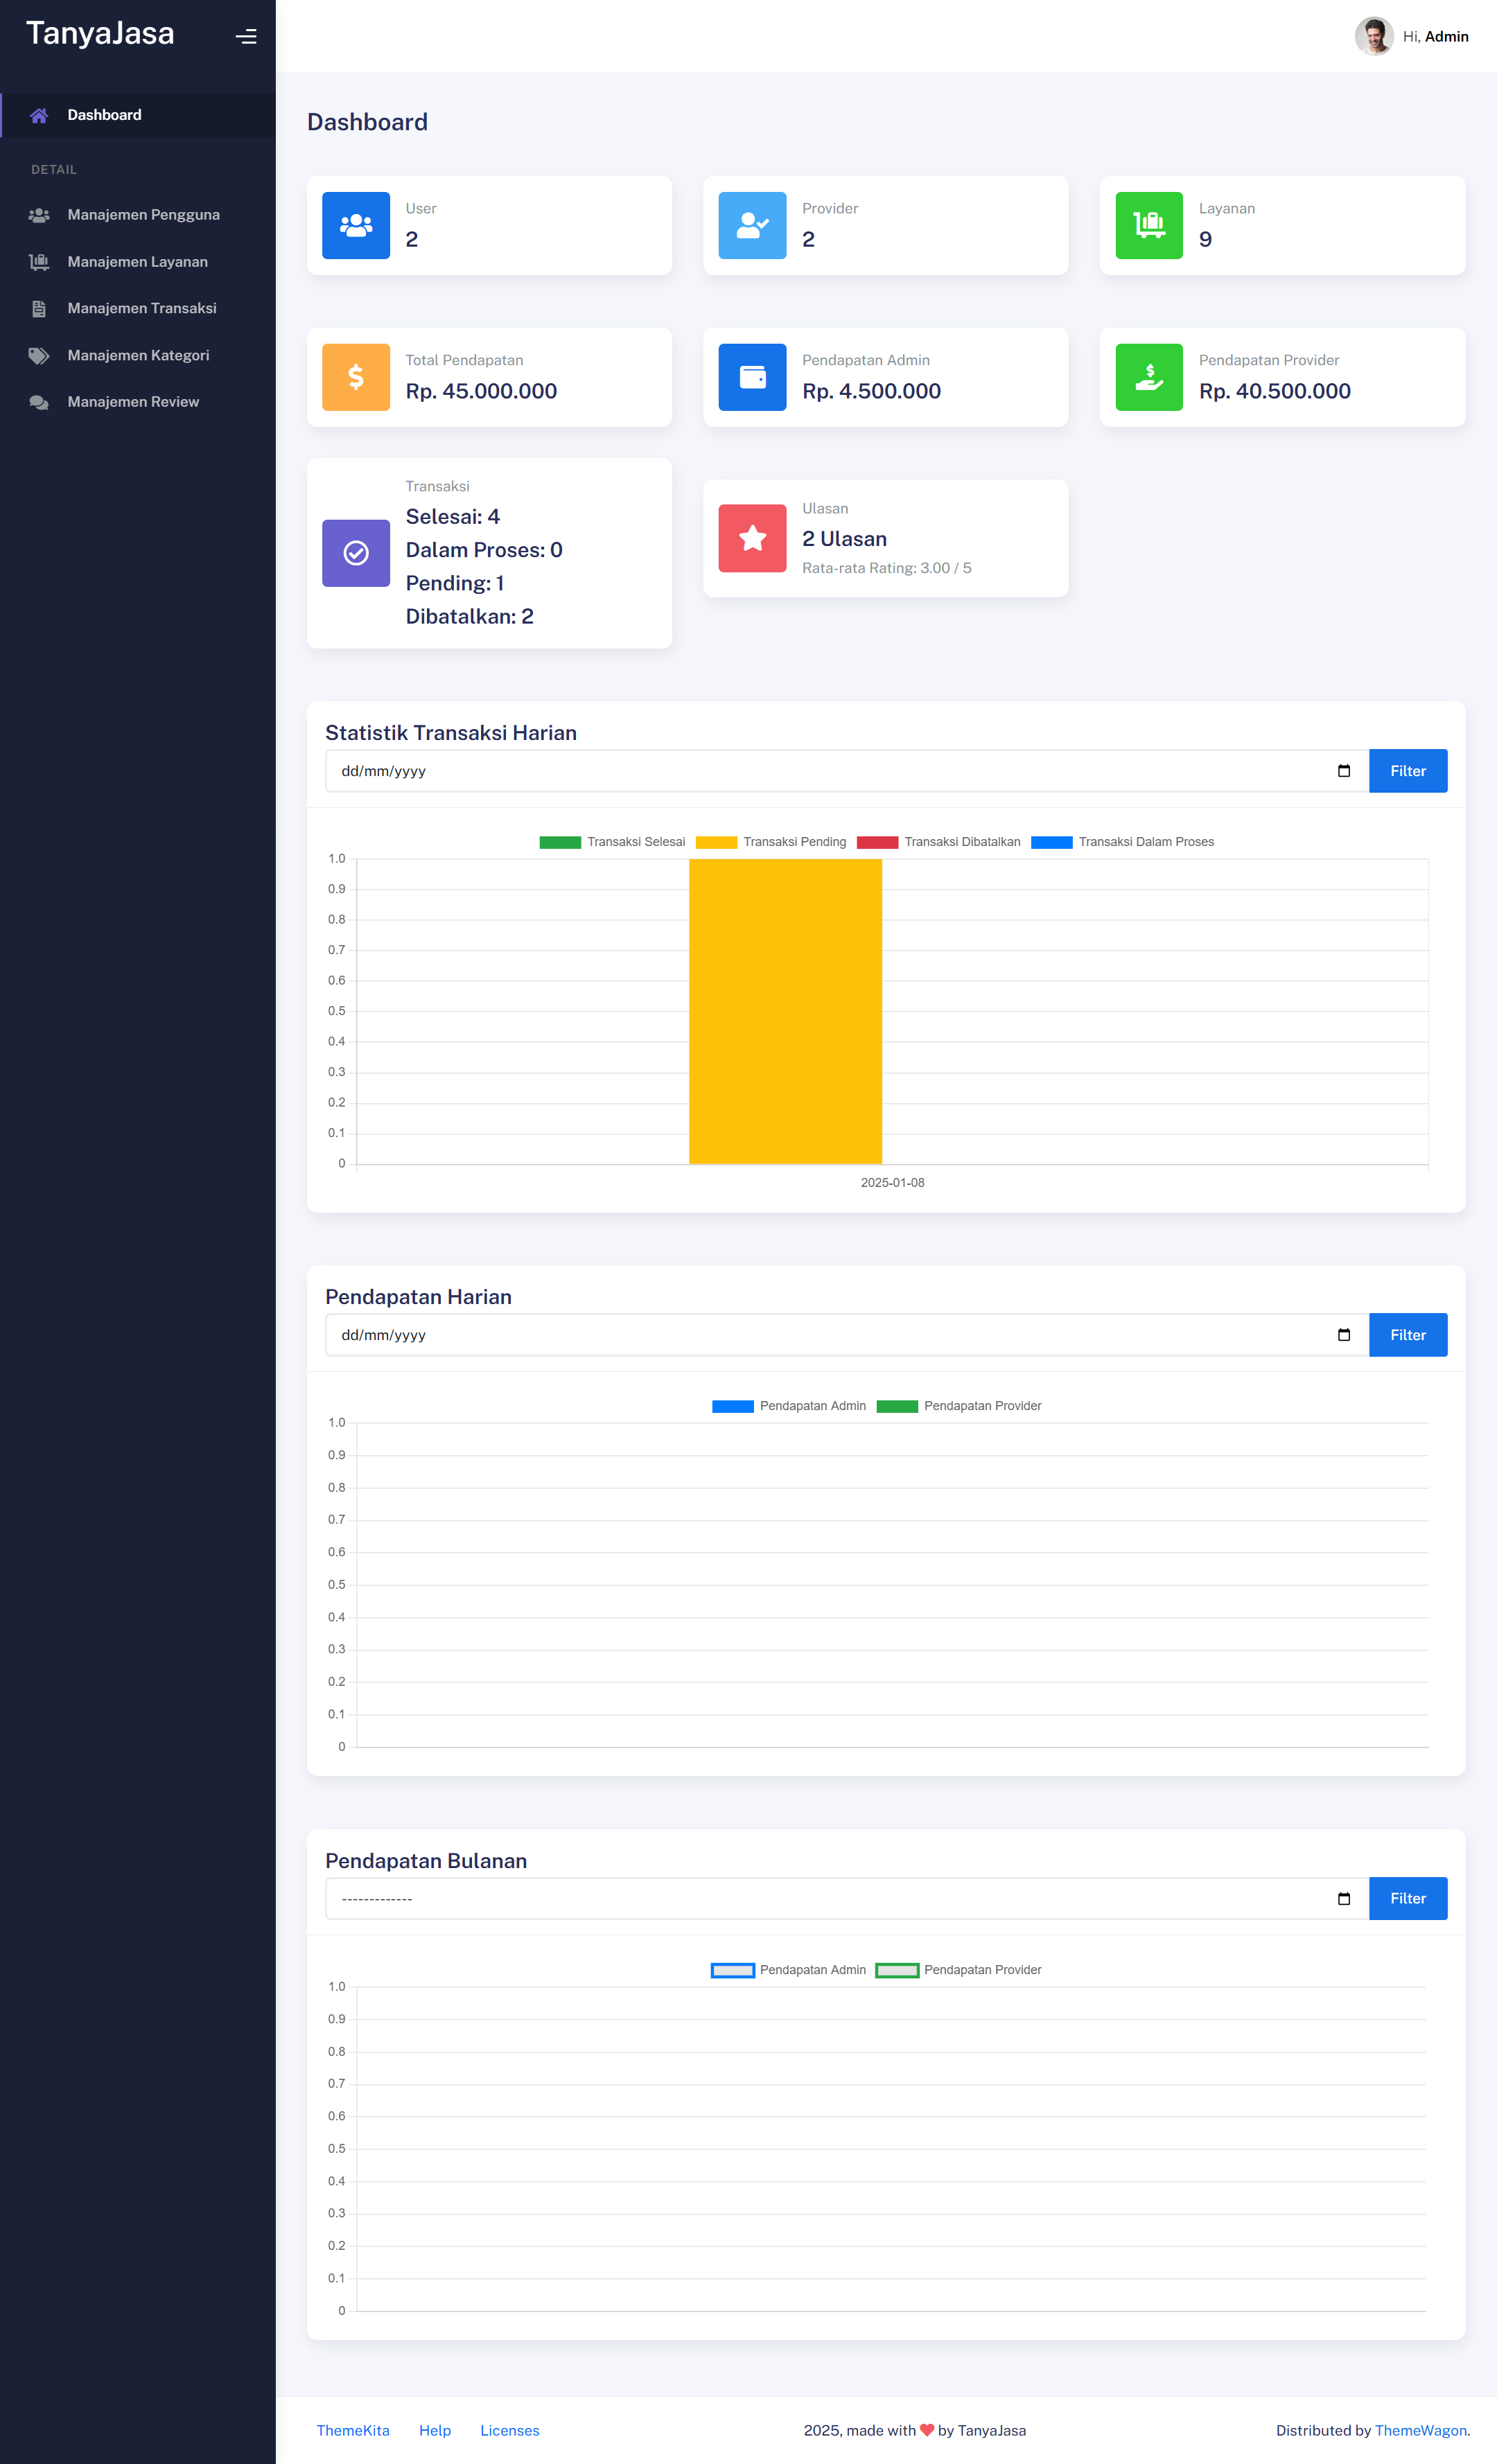 TanyaJasa
Hi, Admin
Dashboard
DETAIL
Manajemen Pengguna
Manajemen Layanan
Manajemen Transaksi
Manajemen Kategori
Manajemen Review
Dashboard
User
2
Provider
2
Layanan
9
Total Pendapatan
Rp. 45.000.000
Pendapatan Admin
Rp. 4.500.000
Pendapatan Provider
Rp. 40.500.000
Transaksi
Selesai: 4
Dalam Proses: 0
Pending: 1
Dibatalkan: 2
Ulasan
2 Ulasan
Rata-rata Rating: 3.00 / 5
Statistik Transaksi Harian
dd/mm/yyyy
Filter
Transaksi Selesai Transaksi Pending Transaksi Dibatalkan Transaksi Dalam Proses
1.0
0.9
0.8
0.7
0.6
0.5
0.4
0.3
0.2
0.1
0
2025-01-08
Pendapatan Harian
dd/mm/yyyy
Filter
Pendapatan Admin Pendapatan Provider
1.0
0.9
0.8
0.7
0.6
0.5
0.4
0.3
0.2
0.1
0
Pendapatan Bulanan
-------------
Filter
Pendapatan Admin Pendapatan Provider
1.0
0.9
0.8
0.7
0.6
0.5
0.4
0.3
0.2
0.1
0
ThemeKita Help Licenses
2025, made with ❤ by TanyaJasa
Distributed by ThemeWagon.